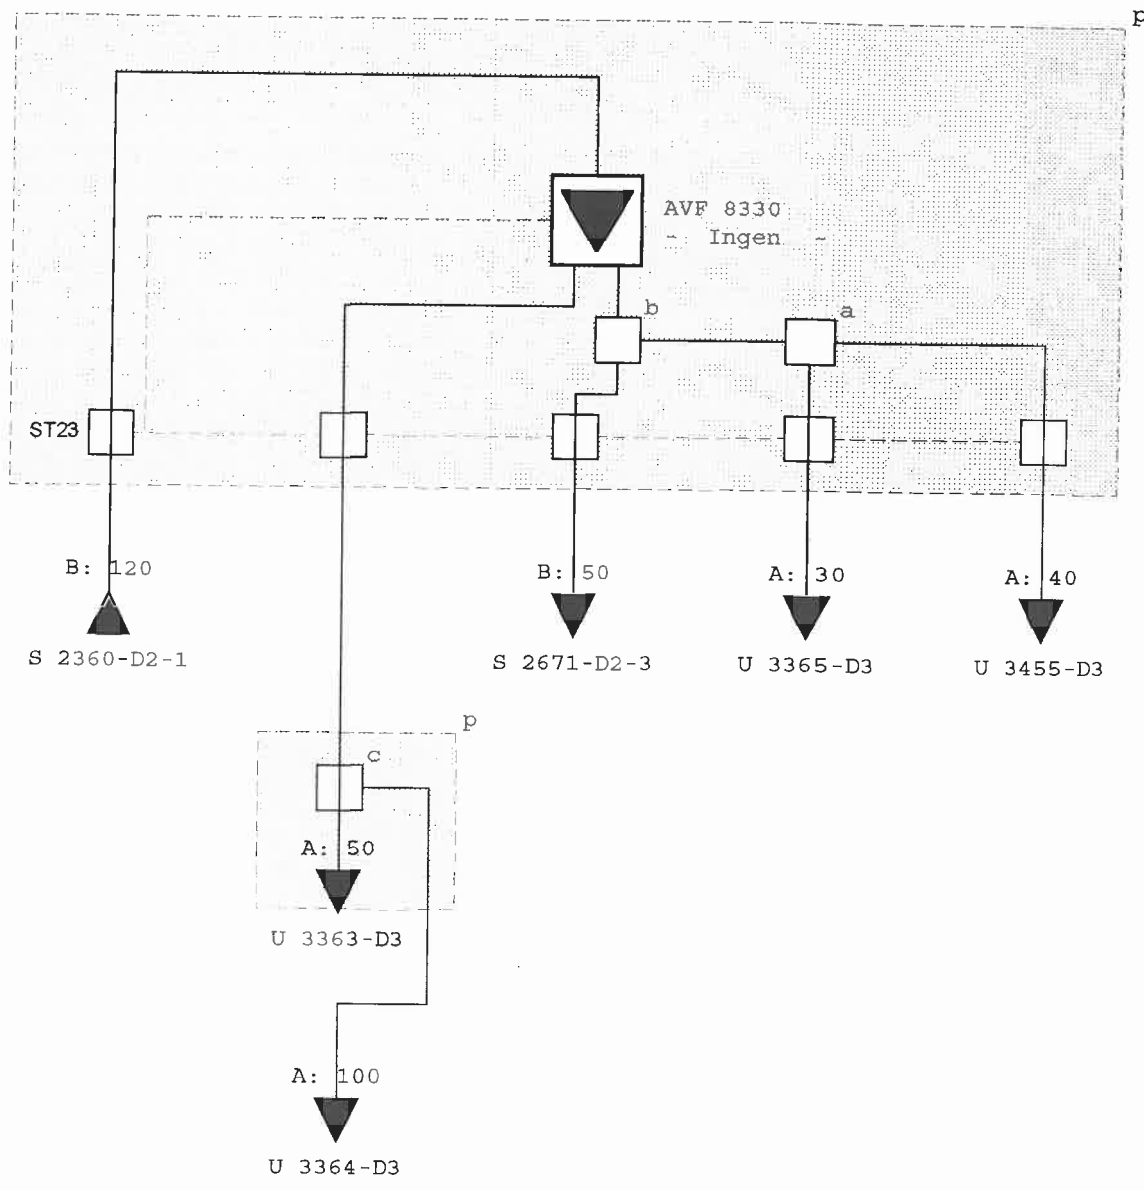 p
AVF 8330
- Ingen -
b
a
ST23
B: 120
B: 50
A: 30
A: 40
S 2360-D2-1
S 2671-D2-3
U 3365-D3
U 3455-D3
p
c
A: 50
U 3363-D3
A: 100
U 3364-D3